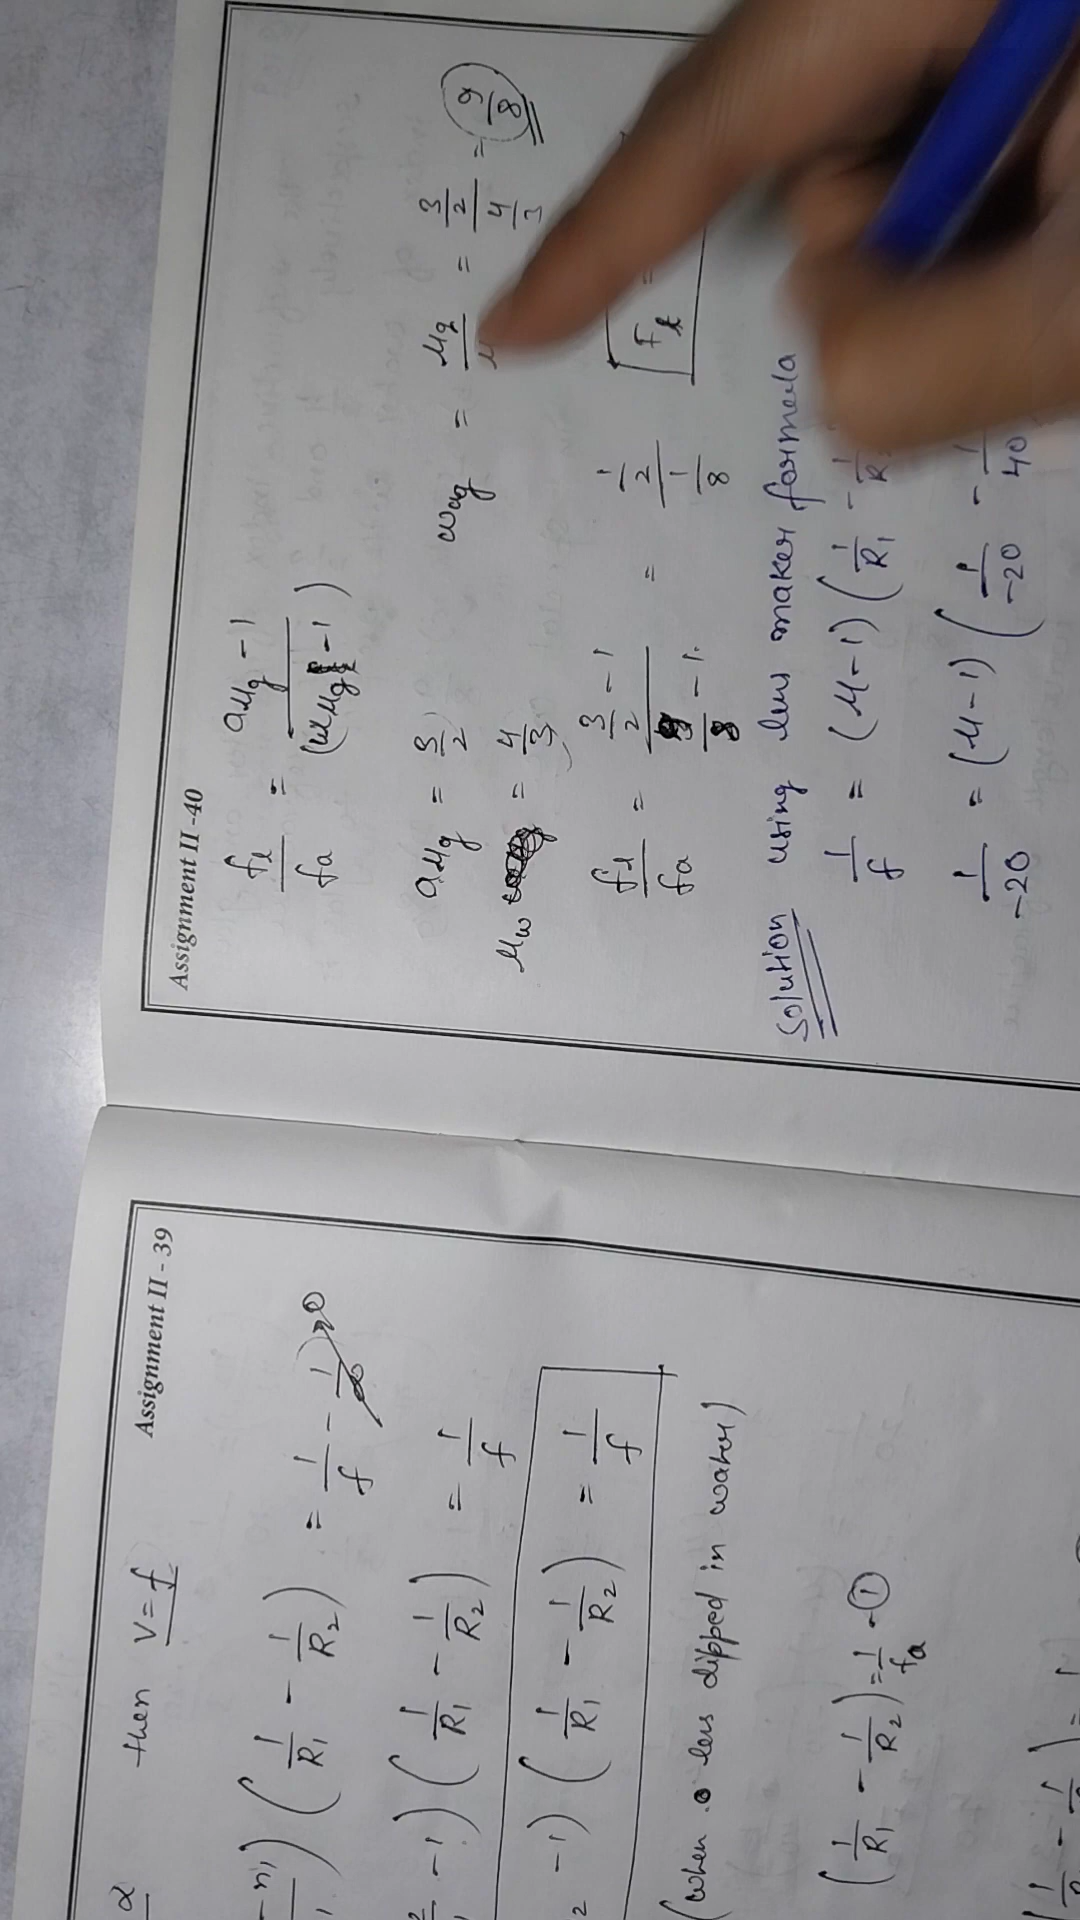 Assignment II - 39
α then v = f
-n₁) (1/R₁ - 1/R₂) = 1/f - 1/∞
- 1) (1/R₁ - 1/R₂) = 1/f
2 - 1) (1/R₁ - 1/R₂) = 1/f
(when lens dipped in water)
(1/R₁ - 1/R₂) = 1/fa - ①
Assignment II -40
fl/fa = aμg - 1/(wμg - 1)
aμg = 3/2 wμg = μg/μ = 3/2/4/3 = 9/8
μw = 4/3
fl/fa = 3/2 - 1/9/8 - 1 = 1/2/1/8 Fl =
Solution using lens maker formula
1/f = (μ-1) (1/R₁ - 1/R
1/-20 = (μ-1) (1/-20 - 1/40